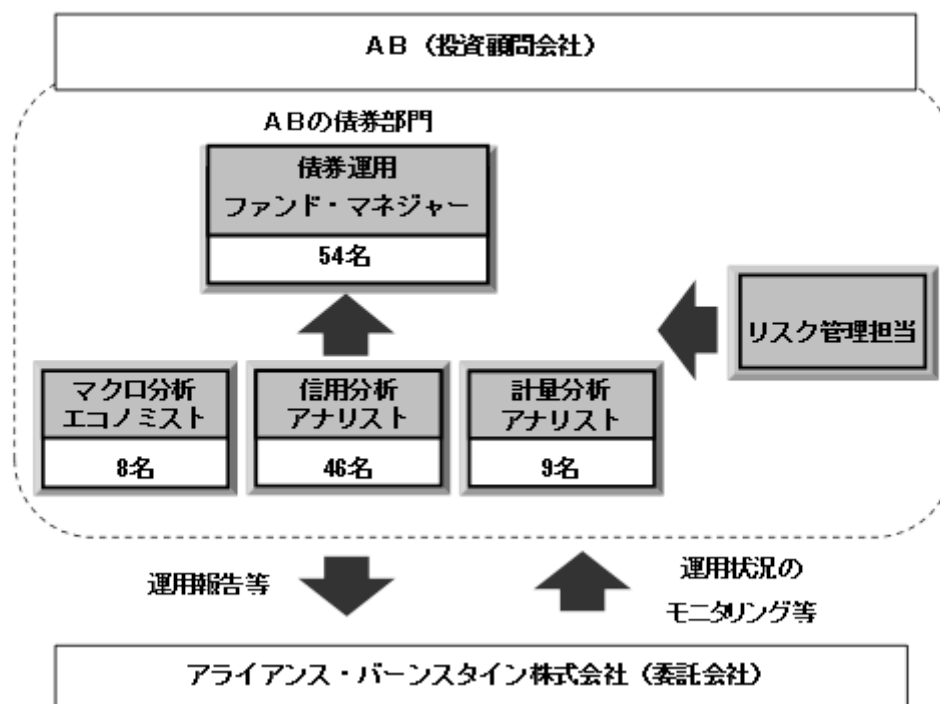 AB（投資顧問会社）
ABの債券部門
債券運用
ファンド・マネジャー
54名
リスク管理担当
マクロ分析
エコノミスト
8名
信用分析
アナリスト
46名
計量分析
アナリスト
9名
運用報告等
運用状況の
モニタリング等
アライアンス・バーンスタイン株式会社（委託会社）